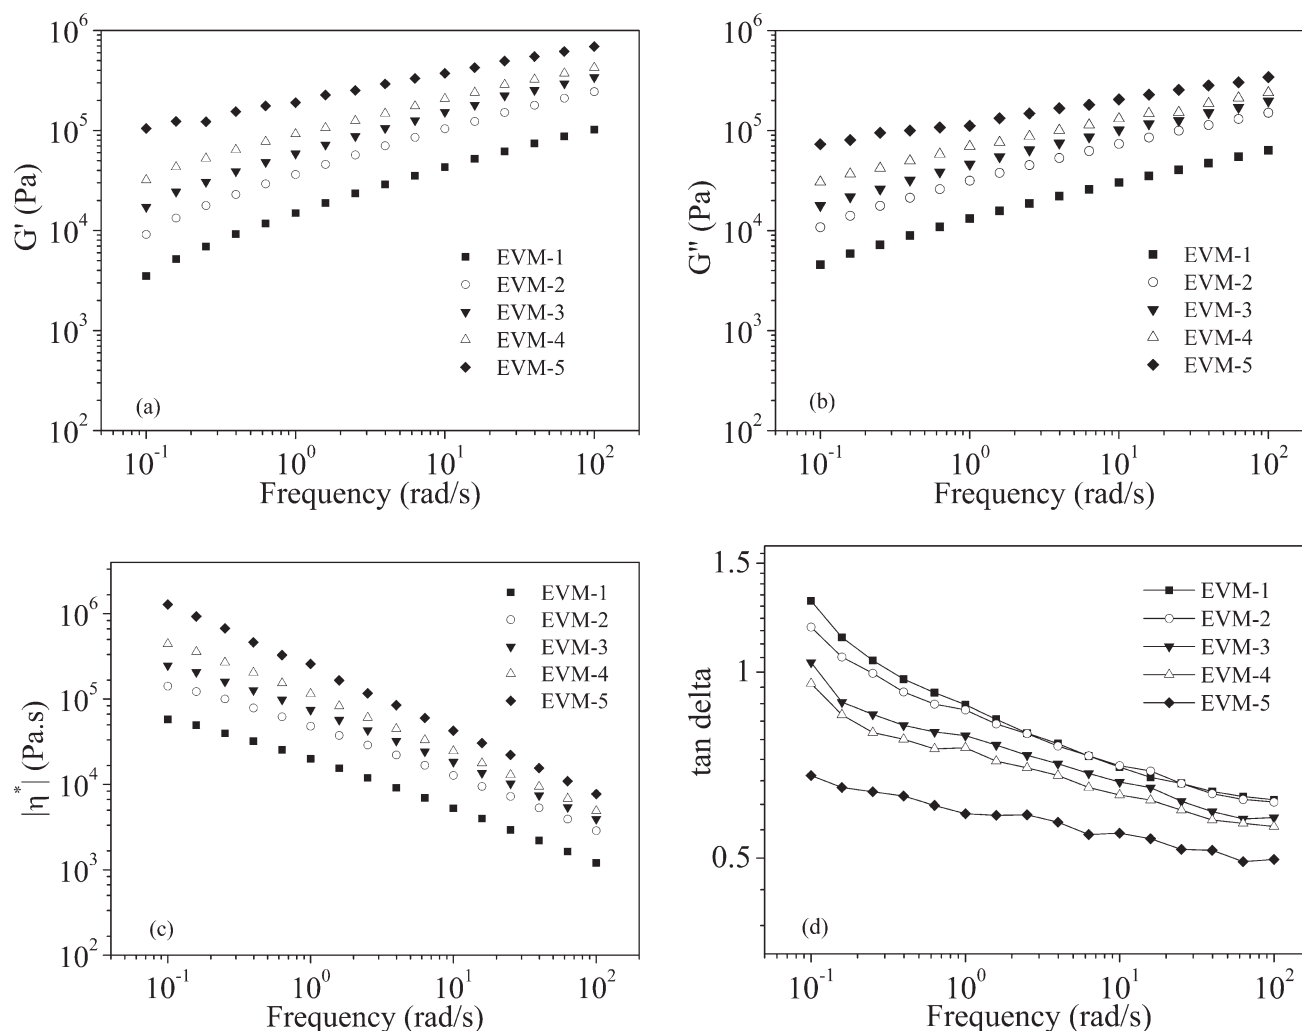 10^6
10^5
10^4
10^3
10^2
G' (Pa)
EVM-1
EVM-2
EVM-3
EVM-4
EVM-5
(a)
10^-1 10^0 10^1 10^2
Frequency (rad/s)
10^6
10^5
10^4
10^3
10^2
G" (Pa)
EVM-1
EVM-2
EVM-3
EVM-4
EVM-5
(b)
10^-1 10^0 10^1 10^2
Frequency (rad/s)
10^6
10^5
10^4
10^3
10^2
|η*| (Pa.s)
EVM-1
EVM-2
EVM-3
EVM-4
EVM-5
(c)
10^-1 10^0 10^1 10^2
Frequency (rad/s)
1.5
1
0.5
tan delta
EVM-1
EVM-2
EVM-3
EVM-4
EVM-5
(d)
10^-1 10^0 10^1 10^2
Frequency (rad/s)